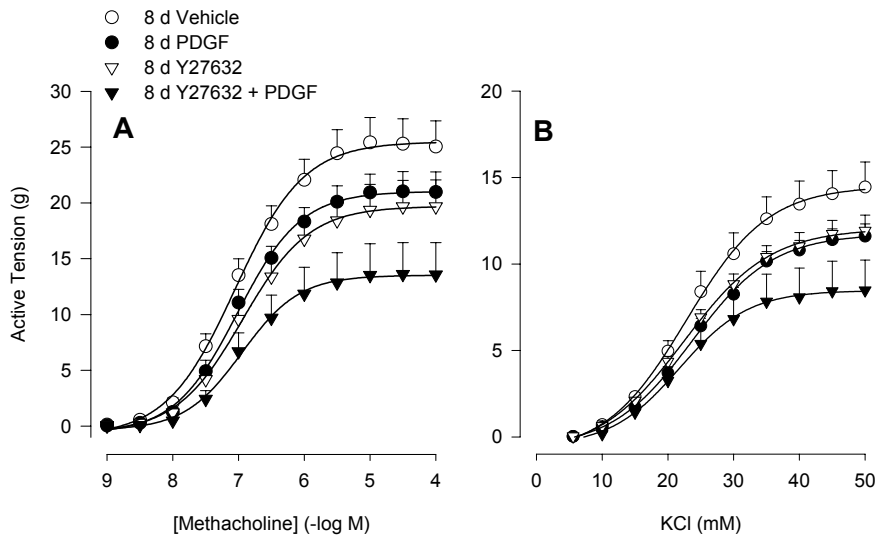 8 d Vehicle
8 d PDGF
8 d Y27632
8 d Y27632 + PDGF
A
30
25
20
15
10
5
0
Active Tension (g)
9 8 7 6 5 4
[Methacholine] (-log M)
B
20
15
10
5
0
0 10 20 30 40 50
KCl (mM)